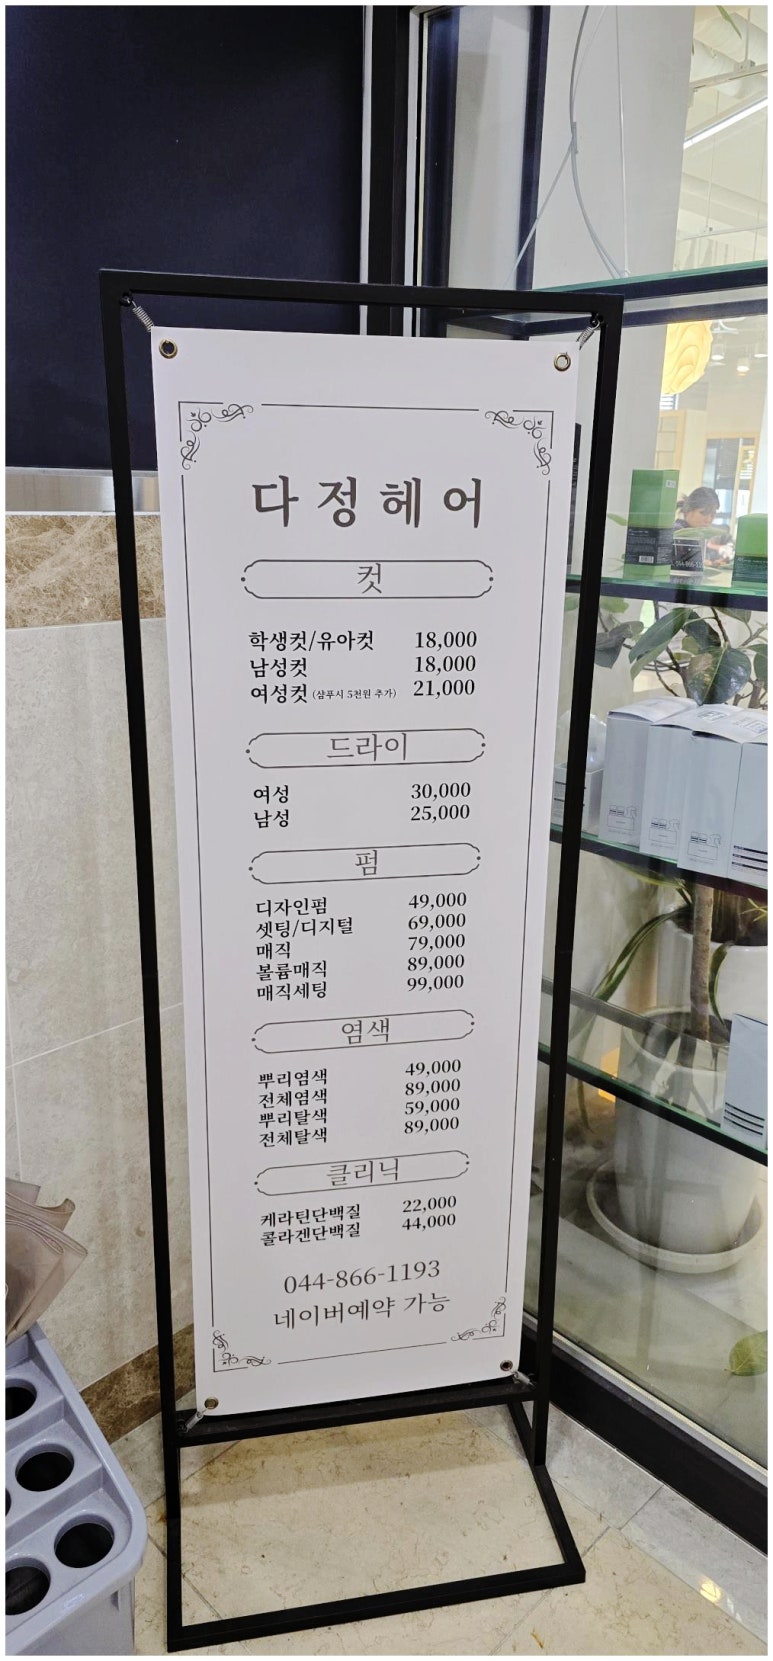 다정헤어
컷
학생컷/유아컷 18,000
남성컷 18,000
여성컷 (샴푸시 5천원 추가) 21,000
드라이
여성 30,000
남성 25,000
펌
디자인펌 49,000
셋팅/디지털 69,000
매직 79,000
볼륨매직 89,000
매직세팅 99,000
염색
뿌리염색 49,000
전체염색 89,000
뿌리탈색 59,000
전체탈색 89,000
클리닉
케라틴단백질 22,000
콜라겐단백질 44,000
044-866-1193
네이버예약 가능